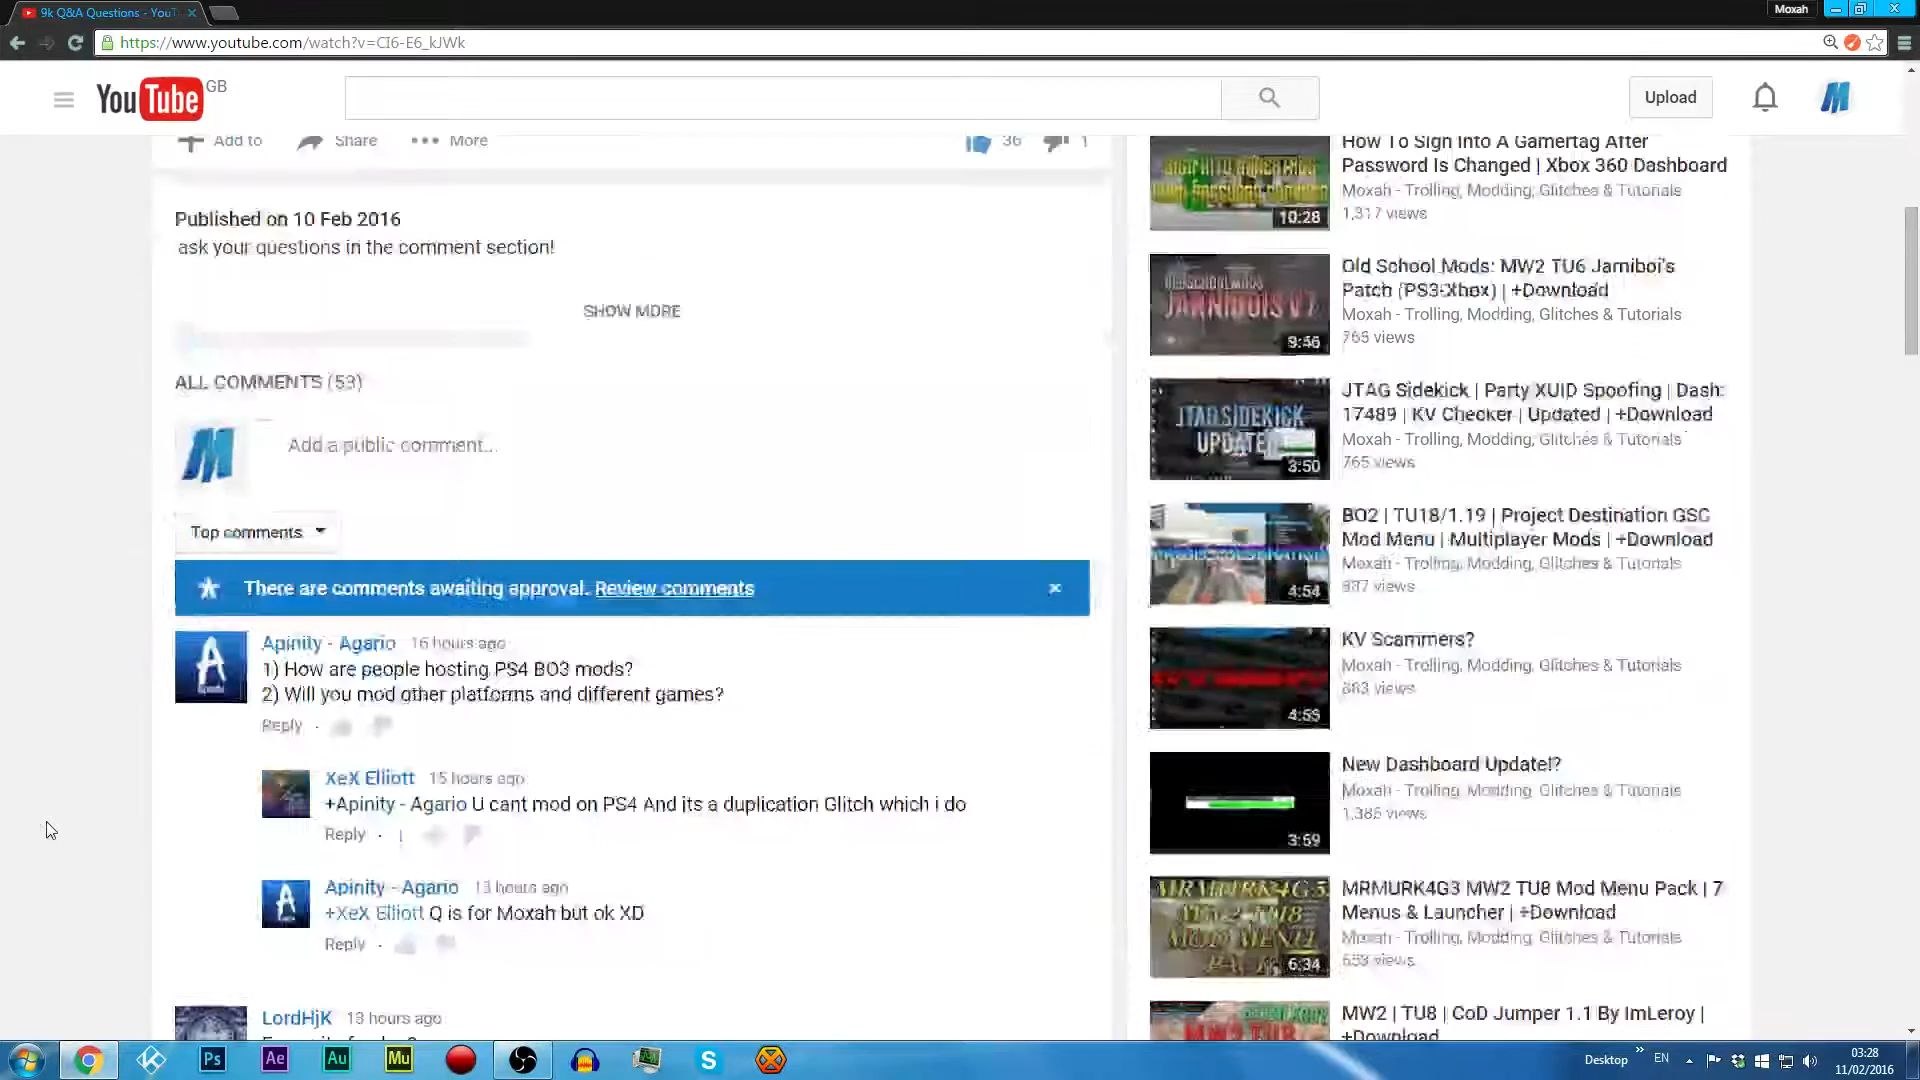 9k Q&A Questions - YouT
Moxah
https://www.youtube.com/watch?v=CI6-E6_kJWk
YouTube GB
Upload
Add to
Share
More
36
1
Published on 10 Feb 2016
ask your questions in the comment section!
SHOW MORE
ALL COMMENTS (53)
Add a public comment...
Top comments
There are comments awaiting approval. Review comments
Apinity - Agario 16 hours ago
1) How are people hosting PS4 BO3 mods?
2) Will you mod other platforms and different games?
Reply
XeX Elliott 15 hours ago
+Apinity - Agario U cant mod on PS4 And its a duplication Glitch which i do
Reply
Apinity - Agario 13 hours ago
+XeX Elliott Q is for Moxah but ok XD
Reply
LordHjK 13 hours ago
How To Sign Into A Gamertag After
Password Is Changed | Xbox 360 Dashboard
Moxah - Trolling, Modding, Glitches & Tutorials
1,317 views
10:28
Old School Mods: MW2 TU6 Jarniboi's
Patch (PS3-Xbox) | +Download
Moxah - Trolling, Modding, Glitches & Tutorials
765 views
JTAG Sidekick | Party XUID Spoofing | Dash:
17489 | KV Checker | Updated | +Download
Moxah - Trolling, Modding, Glitches & Tutorials
765 views
JTAG SIDEKICK
UPDATE
3:50
BO2 | TU18/1.19 | Project Destination GSC
Mod Menu | Multiplayer Mods | +Download
Moxah - Trolling, Modding, Glitches & Tutorials
887 views
4:54
KV Scammers?
Moxah - Trolling, Modding, Glitches & Tutorials
883 views
New Dashboard Update!?
Moxah - Trolling, Modding, Glitches & Tutorials
1,385 views
3:59
MRMURK4G3 MW2 TU8 Mod Menu Pack | 7
Menus & Launcher | +Download
Moxah - Trolling, Modding, Glitches & Tutorials
6:34
MW2 | TU8 | CoD Jumper 1.1 By ImLeroy |
+Download
Ps
Ae
Au
Mu
Desktop
EN
03:28
11/02/2016